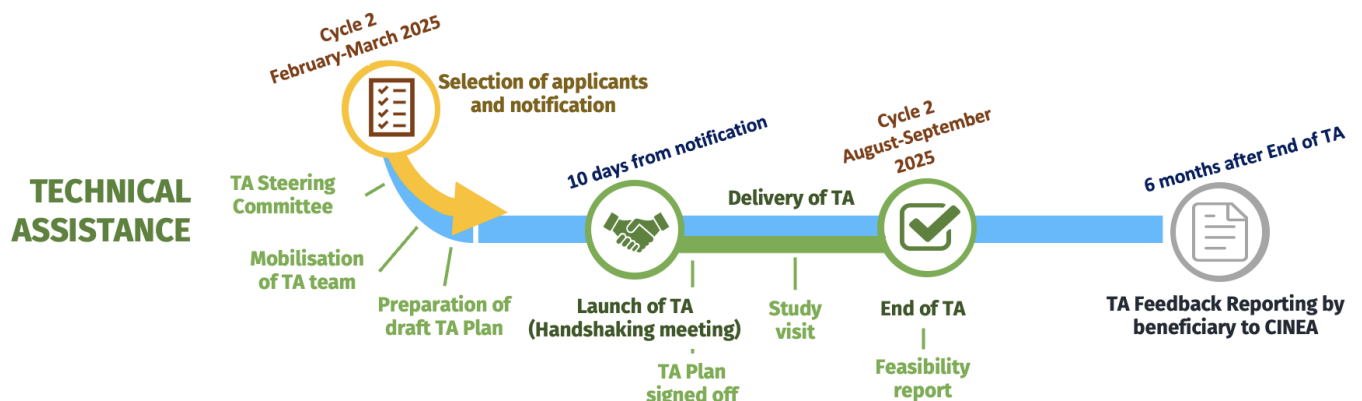 Cycle 2
February-March 2025
Selection of applicants
and notification
TECHNICAL
ASSISTANCE
TA Steering
Committee
Mobilisation
of TA team
Preparation of
draft TA Plan
10 days from notification
Launch of TA
(Handshaking meeting)
TA Plan
signed off
Delivery of TA
Study
visit
Cycle 2
August-September
2025
End of TA
Feasibility
report
6 months after End of TA
TA Feedback Reporting by
beneficiary to CINEA